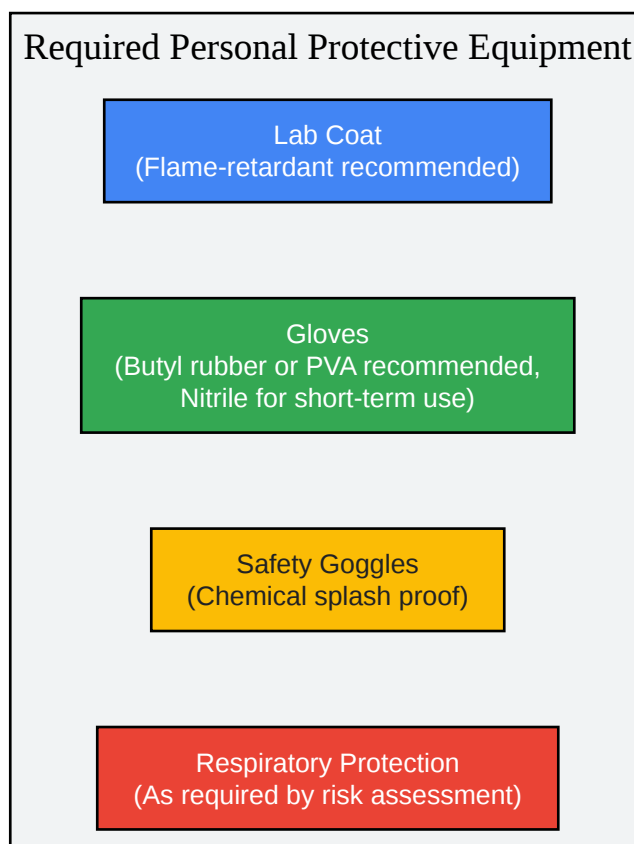 Required Personal Protective Equipment
Lab Coat
(Flame-retardant recommended)
Gloves
(Butyl rubber or PVA recommended,
Nitrile for short-term use)
Safety Goggles
(Chemical splash proof)
Respiratory Protection
(As required by risk assessment)